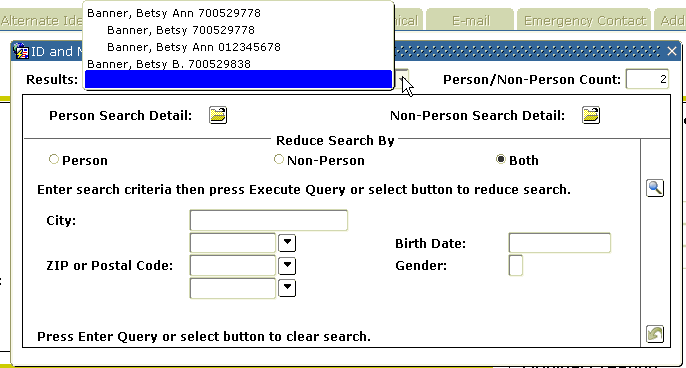 Banner, Betsy Ann 700529778
Banner, Betsy 700529778
Banner, Betsy Ann 012345678
Banner, Betsy B. 700529838
Alternate Ide
ical
E-mail
Emergency Contact
Add
ID and N
Results:
Person/Non-Person Count: 2
Person Search Detail:
Non-Person Search Detail:
Reduce Search By
Person
Non-Person
Both
Enter search criteria then press Execute Query or select button to reduce search.
City:
Birth Date:
ZIP or Postal Code:
Gender:
Press Enter Query or select button to clear search.